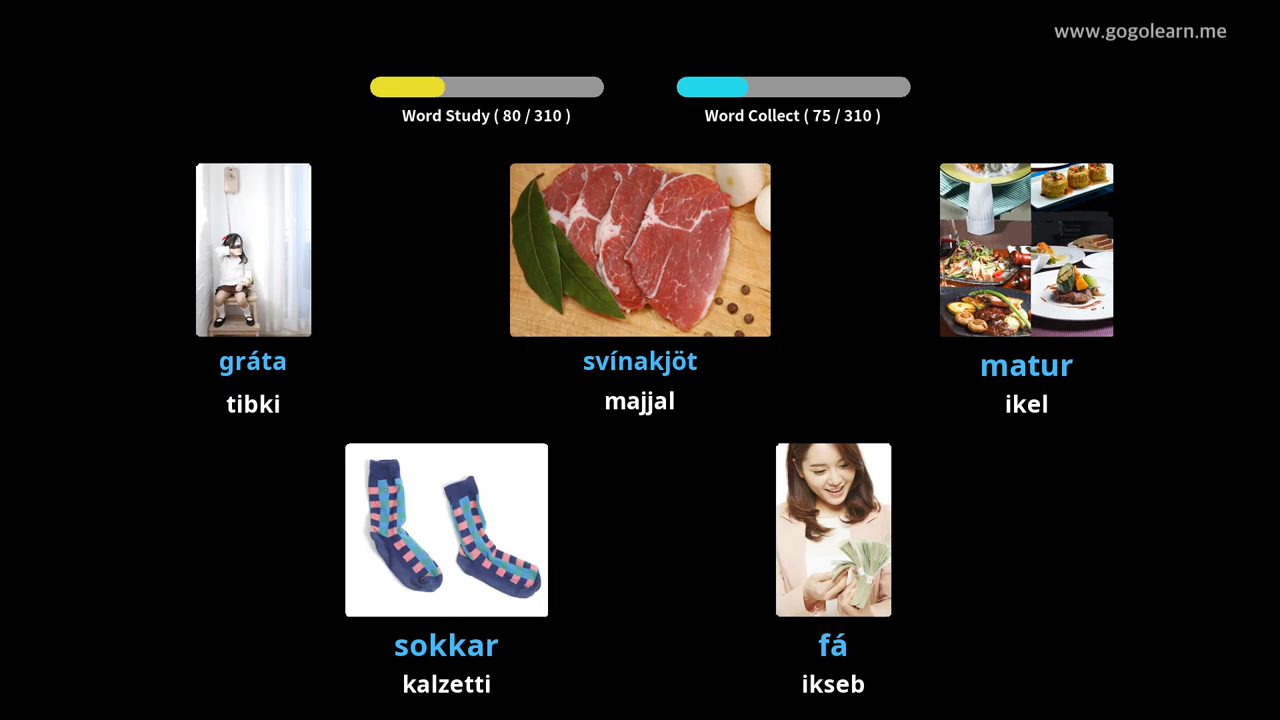 www.gogolearn.me
Word Study ( 80 / 310 )
Word Collect ( 75 / 310 )
gráta
tibki
svínakjöt
majjal
matur
ikel
sokkar
kalzetti
fá
ikseb